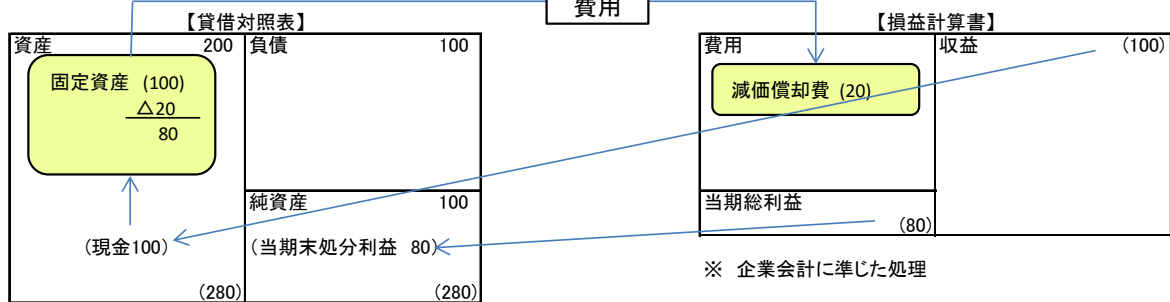 費用
【貸借対照表】
資産 200
負債 100
固定資産 (100)
△20
80
純資産 100
(現金100)
(当期末処分利益 80)
(280)
(280)
【損益計算書】
費用
収益 (100)
減価償却費 (20)
当期総利益
(80)
※ 企業会計に準じた処理